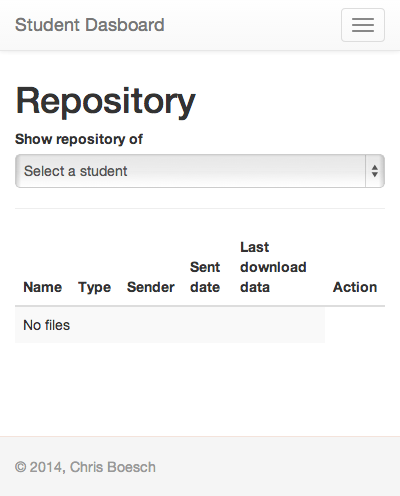 Student Dasboard
Repository
Show repository of
Select a student
Name Type Sender Sent date Last download data Action
No files
© 2014, Chris Boesch